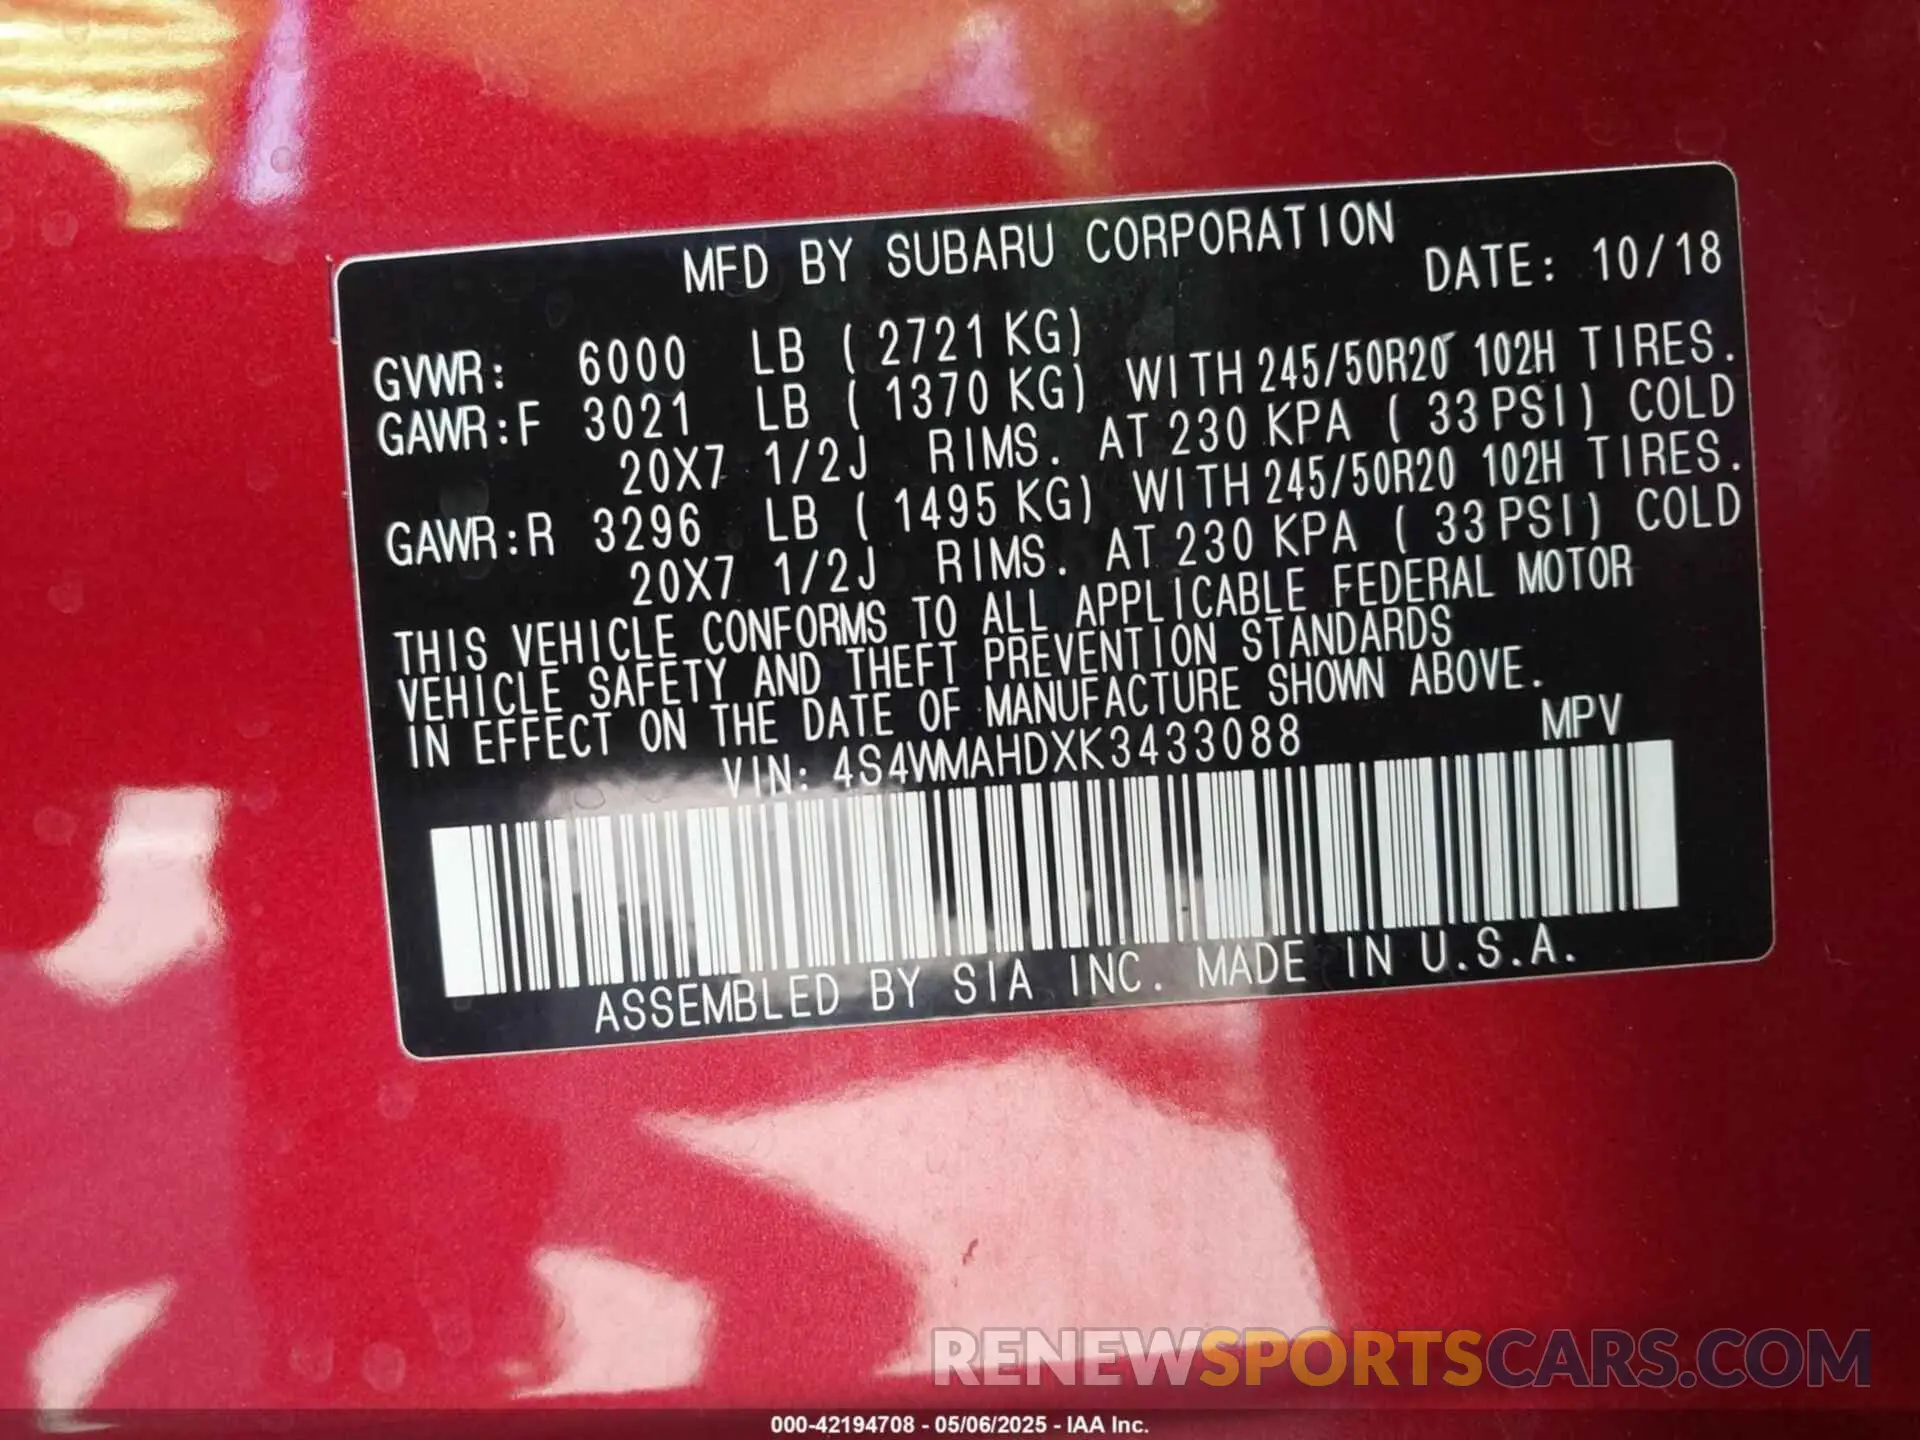 MFD BY SUBARU CORPORATION
DATE: 10/18
GVWR: 6000 LB ( 2721 KG)
GAWR:F 3021 LB ( 1370 KG) WITH 245/50R20 102H TIRES.
20X7 1/2J RIMS. AT 230 KPA ( 33 PSI) COLD
GAWR:R 3296 LB ( 1495 KG) WITH 245/50R20 102H TIRES.
20X7 1/2J RIMS. AT 230 KPA ( 33 PSI) COLD
THIS VEHICLE CONFORMS TO ALL APPLICABLE FEDERAL MOTOR
VEHICLE SAFETY AND THEFT PREVENTION STANDARDS
IN EFFECT ON THE DATE OF MANUFACTURE SHOWN ABOVE.
VIN: 4S4WMAHDXK3433088 MPV
ASSEMBLED BY SIA INC. MADE IN U.S.A.
RENEWSPORTSCARS.COM
000-42194708 - 05/06/2025 - IAA Inc.